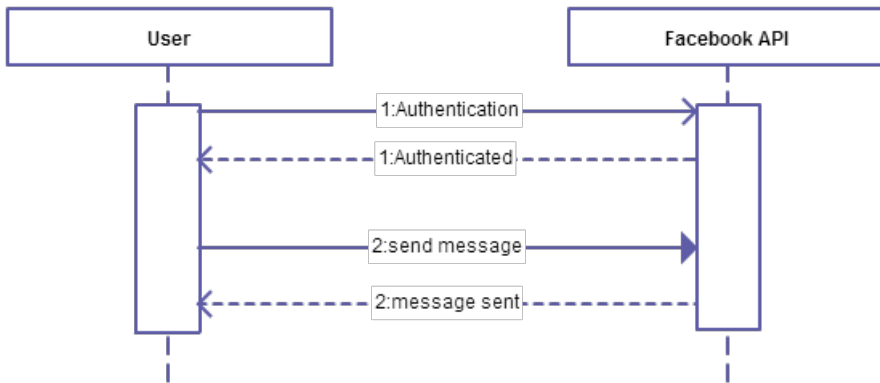 User
Facebook API
1:Authentication
1:Authenticated
2:send message
2:message sent